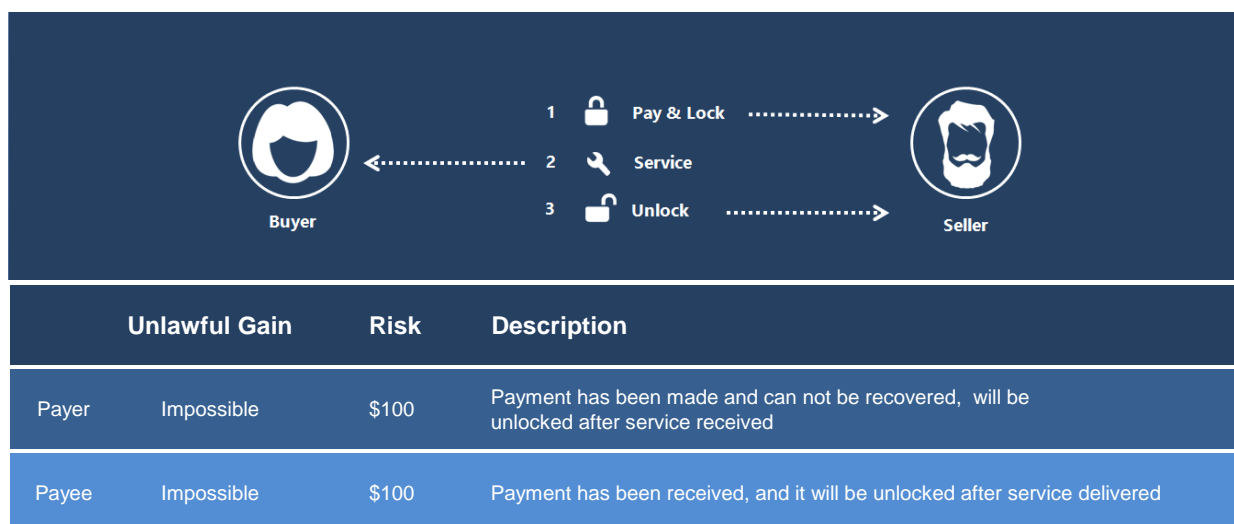 1 Pay & Lock
2 Service
3 Unlock
Buyer
Seller
Unlawful Gain Risk Description
Payer Impossible $100 Payment has been made and can not be recovered, will be
unlocked after service received
Payee Impossible $100 Payment has been received, and it will be unlocked after service delivered